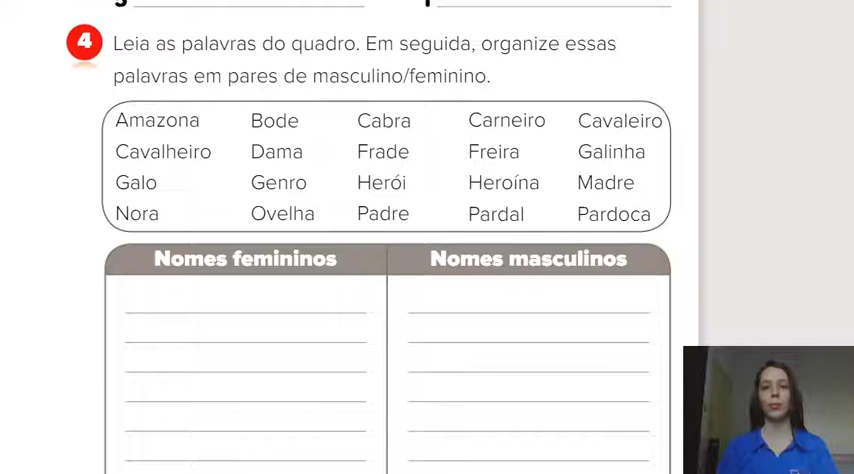 4 Leia as palavras do quadro. Em seguida, organize essas
palavras em pares de masculino/feminino.
Amazona Bode Cabra Carneiro Cavaleiro
Cavalheiro Dama Frade Freira Galinha
Galo Genro Herói Heroína Madre
Nora Ovelha Padre Pardal Pardoca
Nomes femininos Nomes masculinos